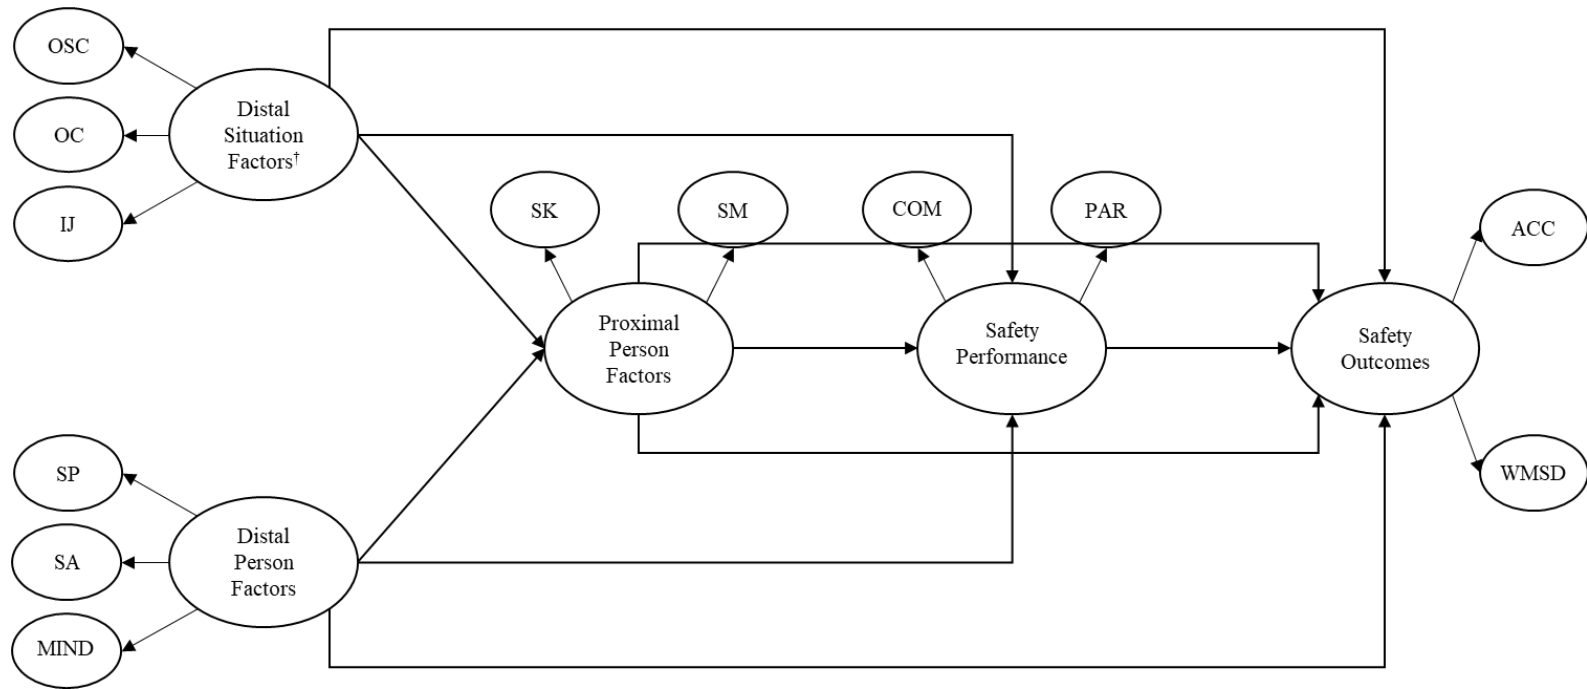 OSC
OC
IJ
Distal
Situation
Factors†
SK
SM
COM
PAR
ACC
Proximal
Person
Factors
Safety
Performance
Safety
Outcomes
SP
SA
MIND
Distal
Person
Factors
WMSD